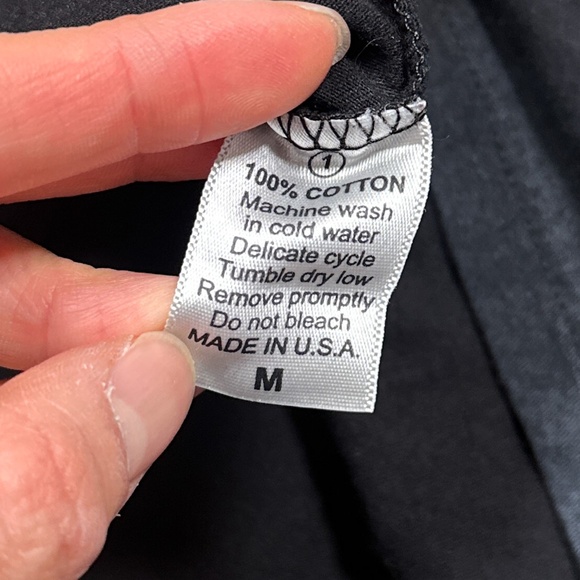 1
100% COTTON
Machine wash
in cold water
Delicate cycle
Tumble dry low
Remove promptly
Do not bleach
MADE IN U.S.A.
M